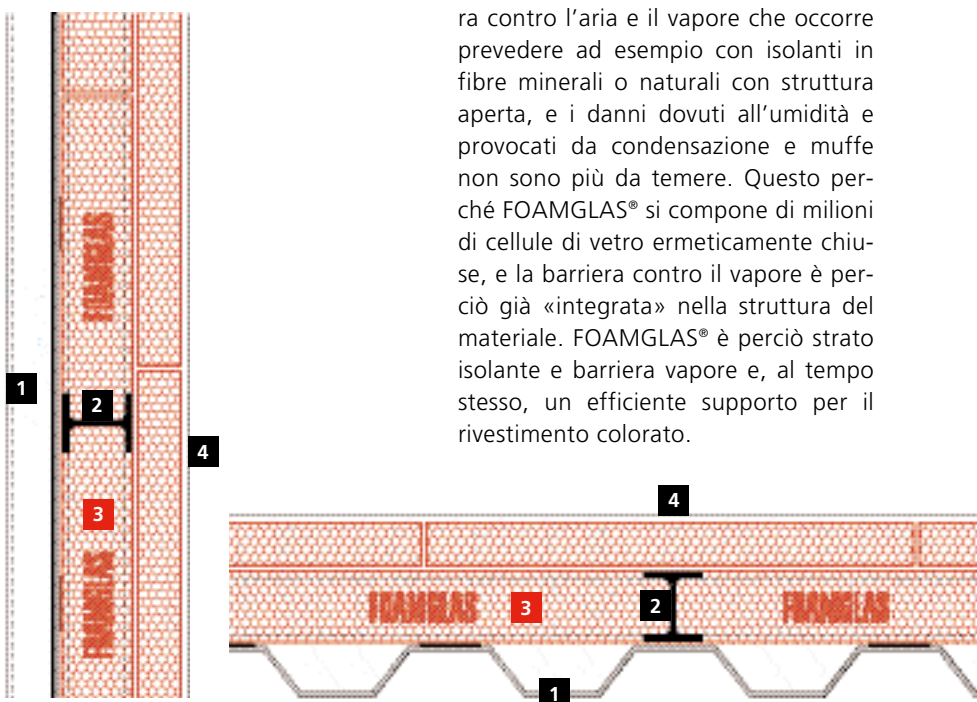 ra contro l'aria e il vapore che occorre
prevedere ad esempio con isolanti in
fibre minerali o naturali con struttura
aperta, e i danni dovuti all'umidità e
provocati da condensazione e muffe
non sono più da temere. Questo per-
ché FOAMGLAS® si compone di milioni
di cellule di vetro ermeticamente chiu-
se, e la barriera contro il vapore è per-
ciò già «integrata» nella struttura del
materiale. FOAMGLAS® è perciò strato
isolante e barriera vapore e, al tempo
stesso, un efficiente supporto per il
rivestimento colorato.
FOAMGLAS
1
2
4
3
FOAMGLAS
4
FOAMGLAS
3
2
FOAMGLAS
1